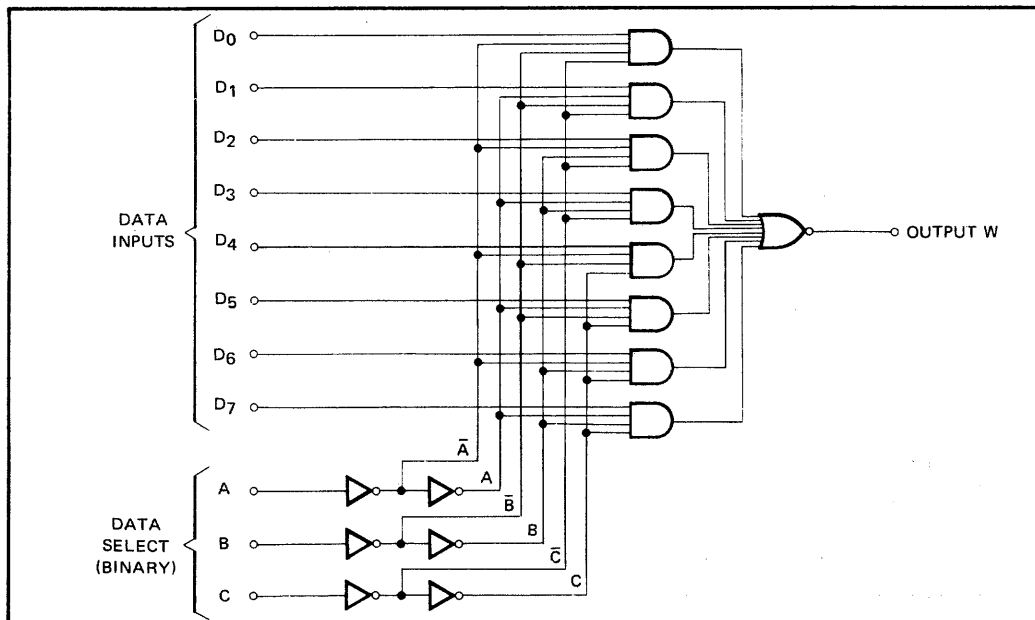 D0
D1
D2
D3
D4
D5
D6
D7
DATA
INPUTS
OUTPUT W
A̅
A
A
B̅
B
B
C̅
C
C
DATA
SELECT
(BINARY)